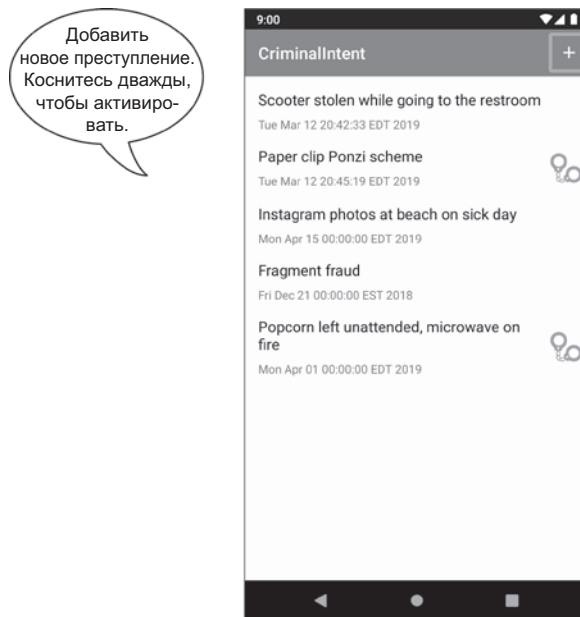 Добавить
новое преступление.
Коснитесь дважды,
чтобы активиро-
вать.
9:00
CriminalIntent
+
Scooter stolen while going to the restroom
Tue Mar 12 20:42:33 EDT 2019
Paper clip Ponzi scheme
Tue Mar 12 20:45:19 EDT 2019
Instagram photos at beach on sick day
Mon Apr 15 00:00:00 EDT 2019
Fragment fraud
Fri Dec 21 00:00:00 EST 2018
Popcorn left unattended, microwave on
fire
Mon Apr 01 00:00:00 EDT 2019